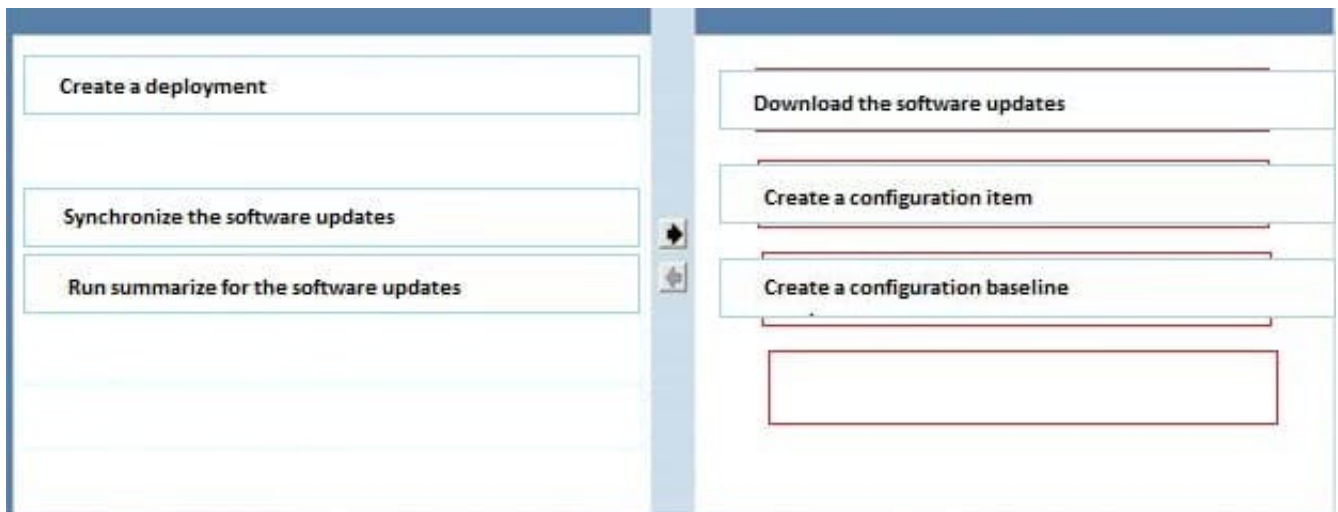 Create a deployment
Synchronize the software updates
Run summarize for the software updates
Download the software updates
Create a configuration item
Create a configuration baseline